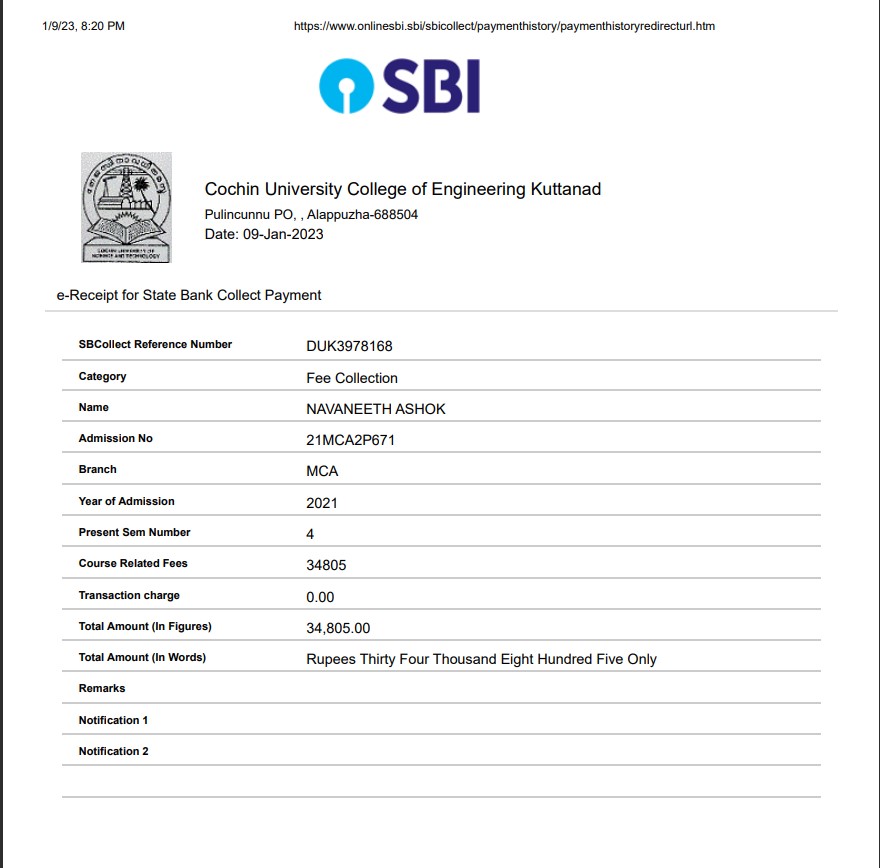 1/9/23, 8:20 PM https://www.onlinesbi.sbi/sbicollect/paymenthistory/paymenthistoryredirecturl.htm
SBI
Cochin University College of Engineering Kuttanad
Pulincunnu PO, , Alappuzha-688504
Date: 09-Jan-2023
COCHIN UNIVERSITY OF
SCIENCE AND TECHNOLOGY
e-Receipt for State Bank Collect Payment
SBCollect Reference Number DUK3978168
Category Fee Collection
Name NAVANEETH ASHOK
Admission No 21MCA2P671
Branch MCA
Year of Admission 2021
Present Sem Number 4
Course Related Fees 34805
Transaction charge 0.00
Total Amount (In Figures) 34,805.00
Total Amount (In Words) Rupees Thirty Four Thousand Eight Hundred Five Only
Remarks
Notification 1
Notification 2